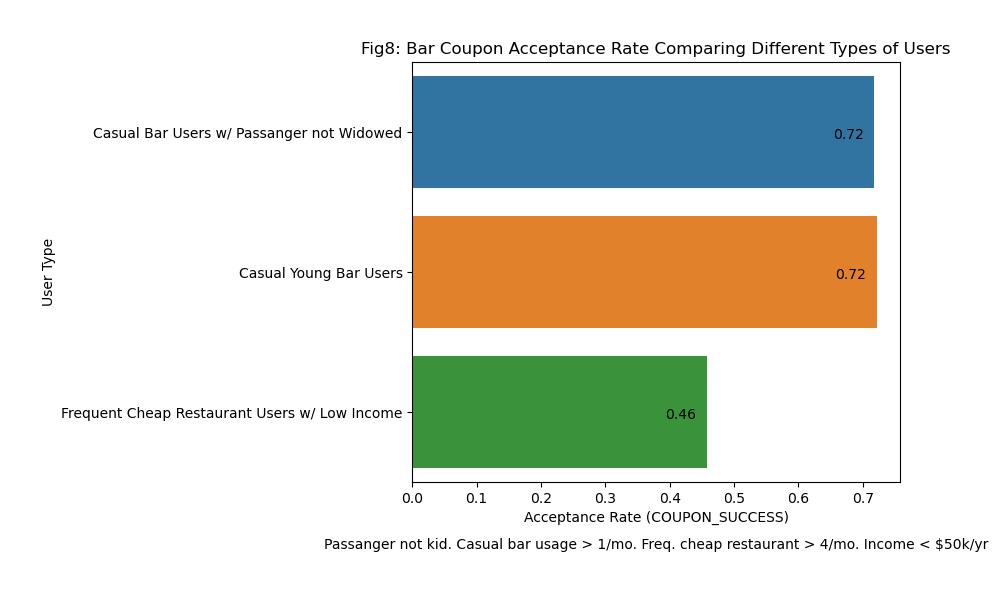 Fig8: Bar Coupon Acceptance Rate Comparing Different Types of Users
Casual Bar Users w/ Passanger not Widowed
0.72
User Type
Casual Young Bar Users
0.72
Frequent Cheap Restaurant Users w/ Low Income
0.46
0.0 0.1 0.2 0.3 0.4 0.5 0.6 0.7
Acceptance Rate (COUPON_SUCCESS)
Passanger not kid. Casual bar usage > 1/mo. Freq. cheap restaurant > 4/mo. Income < $50k/yr